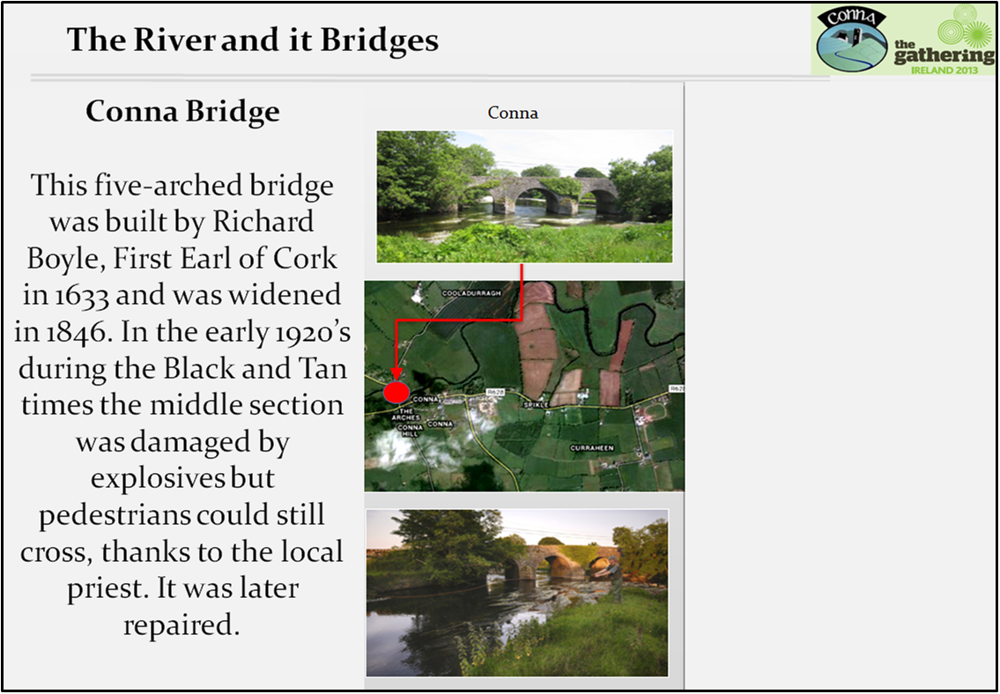 The River and it Bridges
Conna
the
gathering
IRELAND 2013
Conna Bridge
This five-arched bridge
was built by Richard
Boyle, First Earl of Cork
in 1633 and was widened
in 1846. In the early 1920’s
during the Black and Tan
times the middle section
was damaged by
explosives but
pedestrians could still
cross, thanks to the local
priest. It was later
repaired.
Conna
COOLADURRAGH
R628
CONNA
SPIKLE
THE
ARCHES
CONNA
CONNA
HILL
CURRAHEEN